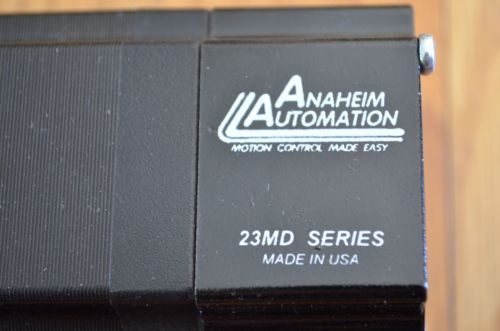 ANAHEIM
AUTOMATION
MOTION CONTROL MADE EASY
23MD SERIES
MADE IN USA